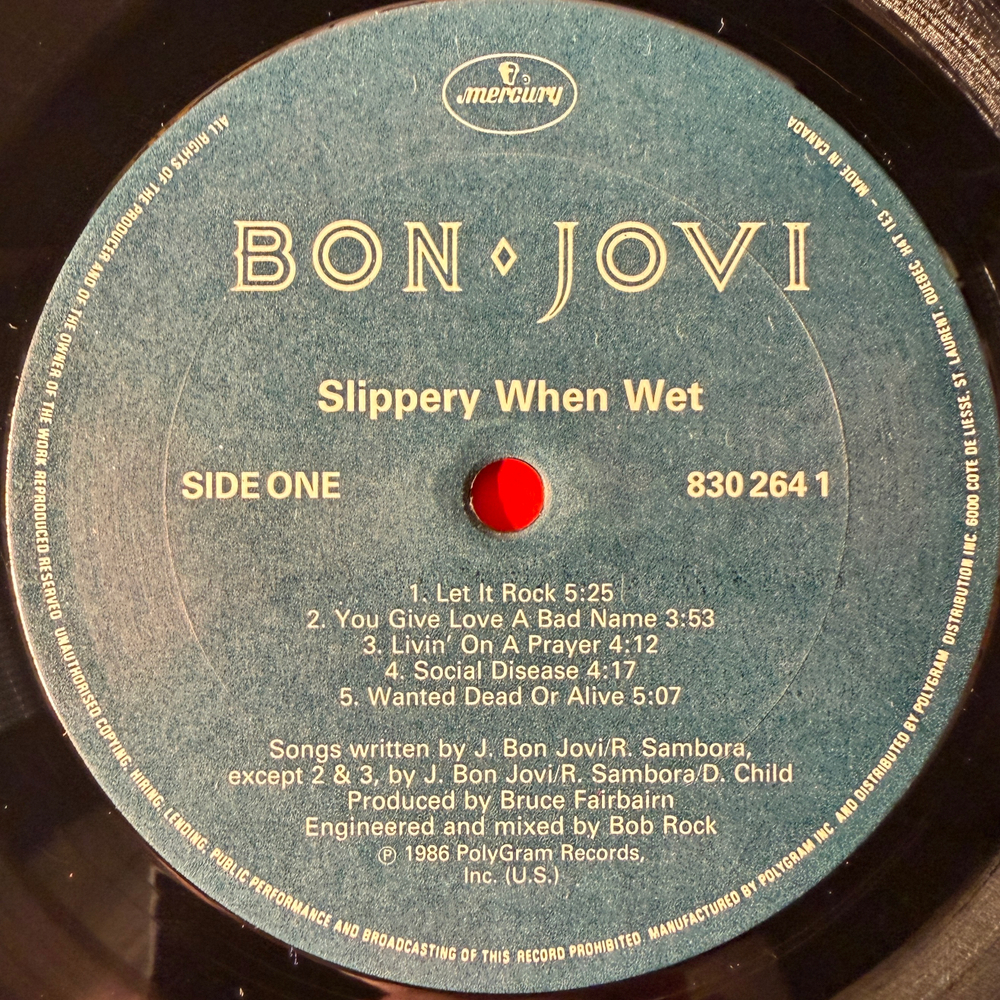 mercury
BON ⬨ JOVI
Slippery When Wet
SIDE ONE
830 264 1
1. Let It Rock 5:25
2. You Give Love A Bad Name 3:53
3. Livin' On A Prayer 4:12
4. Social Disease 4:17
5. Wanted Dead Or Alive 5:07
Songs written by J. Bon Jovi/R. Sambora,
except 2 & 3, by J. Bon Jovi/R. Sambora/D. Child
Produced by Bruce Fairbairn
Engineered and mixed by Bob Rock
℗ 1986 PolyGram Records,
Inc. (U.S.)
ALL RIGHTS OF THE PRODUCER AND OF THE OWNER OF THE WORK REPRODUCED RESERVED UNAUTHORISED COPYING, HIRING, LENDING, PUBLIC PERFORMANCE AND BROADCASTING OF THIS RECORD PROHIBITED. MANUFACTURED BY POLYGRAM INC. AND DISTRIBUTED BY POLYGRAM DISTRIBUTION INC. 6000 COTE DE LIESSE, ST LAURENT, QUEBEC H4T 1E3 – MADE IN CANADA